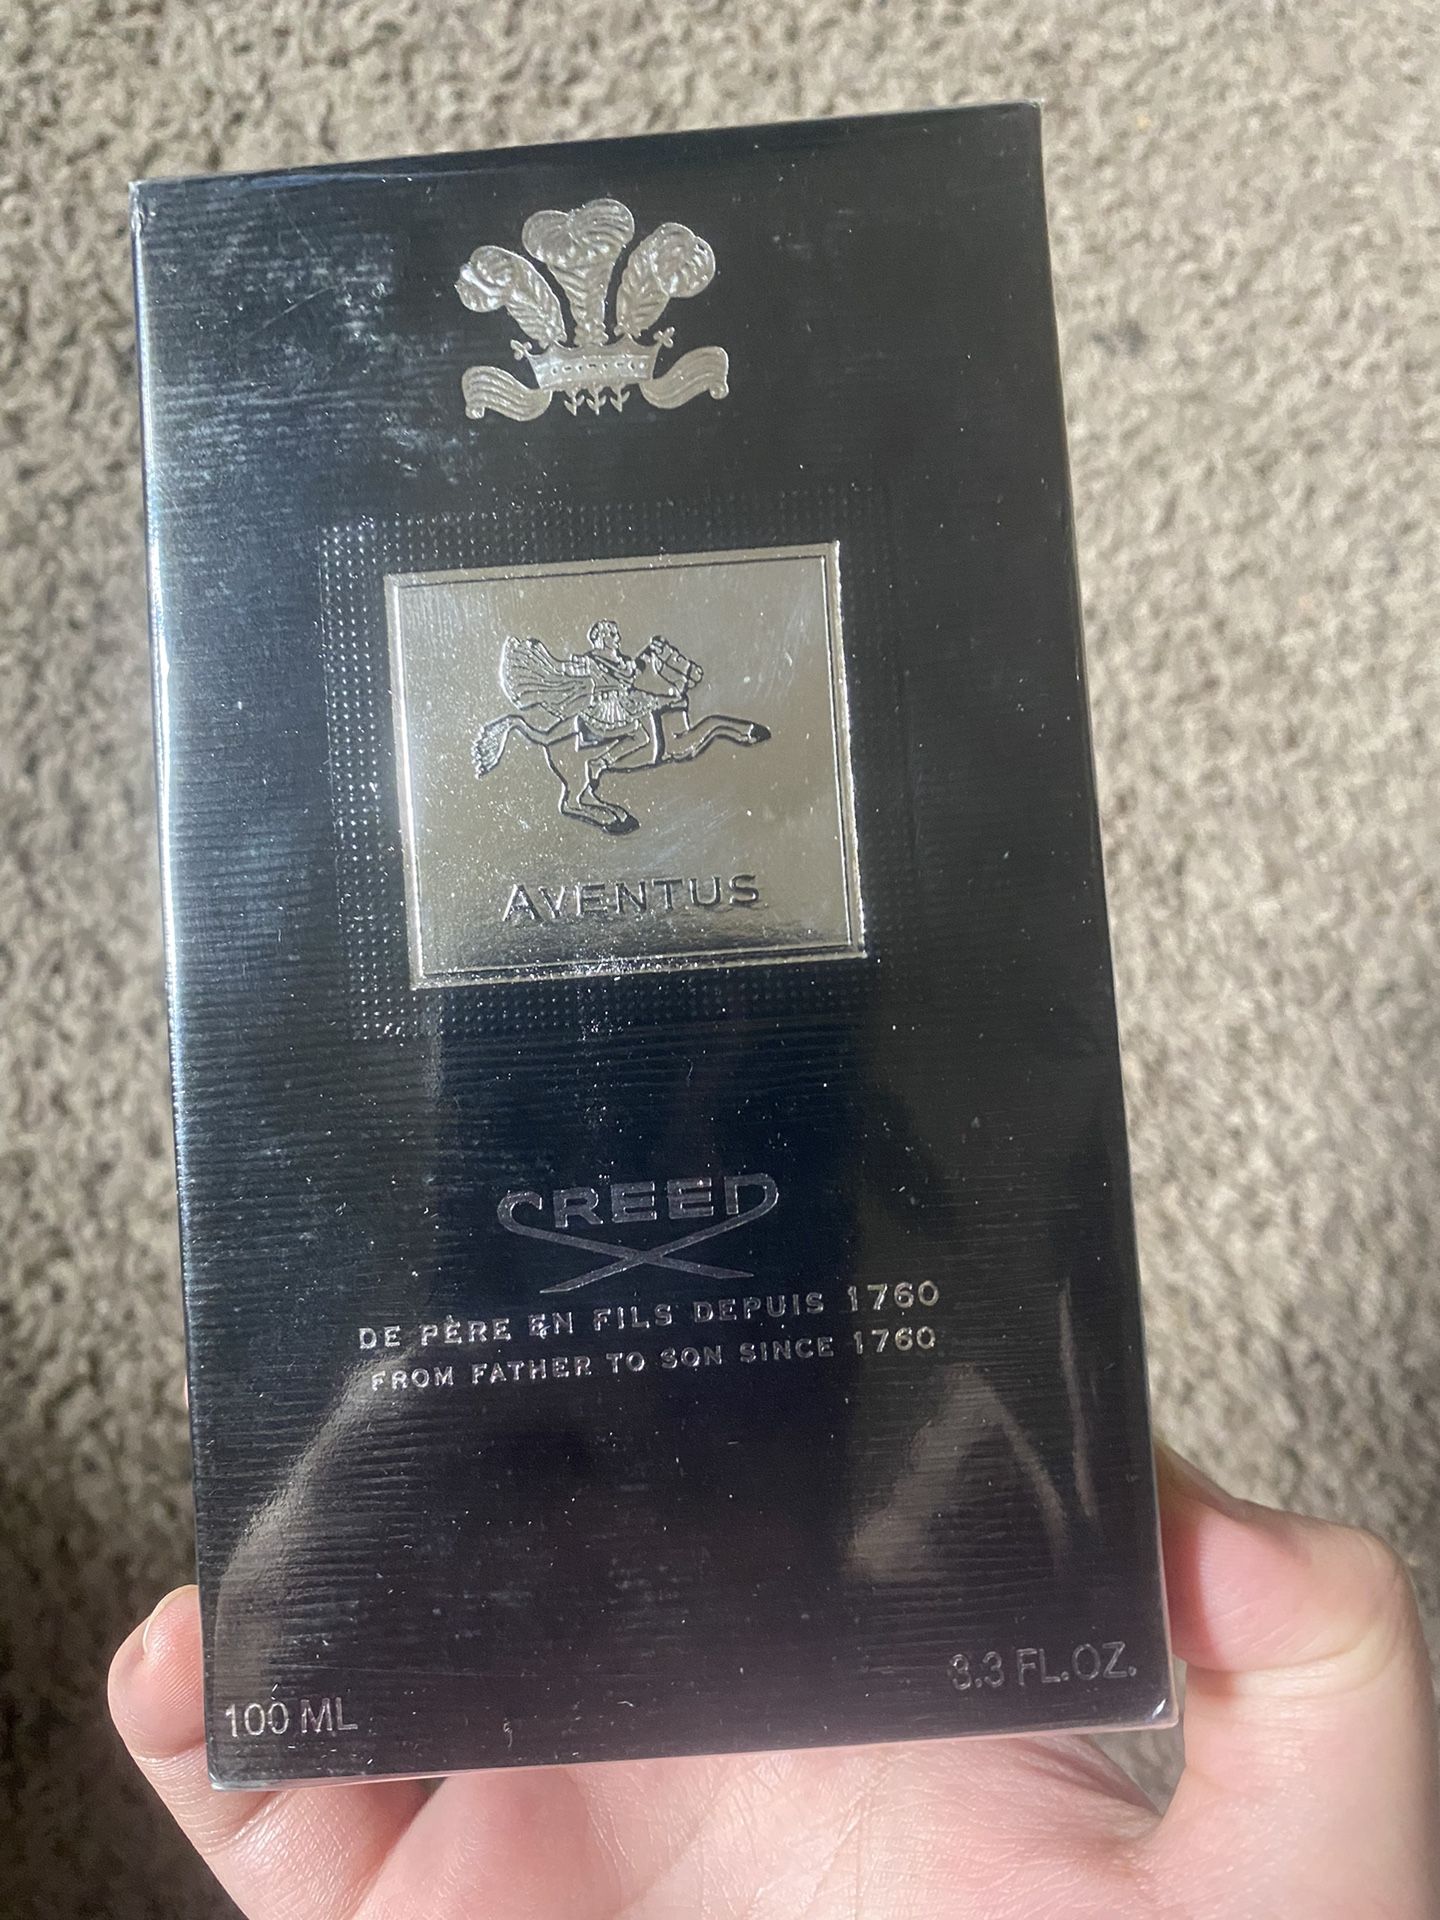 AVENTUS
CREED
DE PÈRE EN FILS DEPUIS 1760
FROM FATHER TO SON SINCE 1760
3.3 FL.OZ.
100 ML